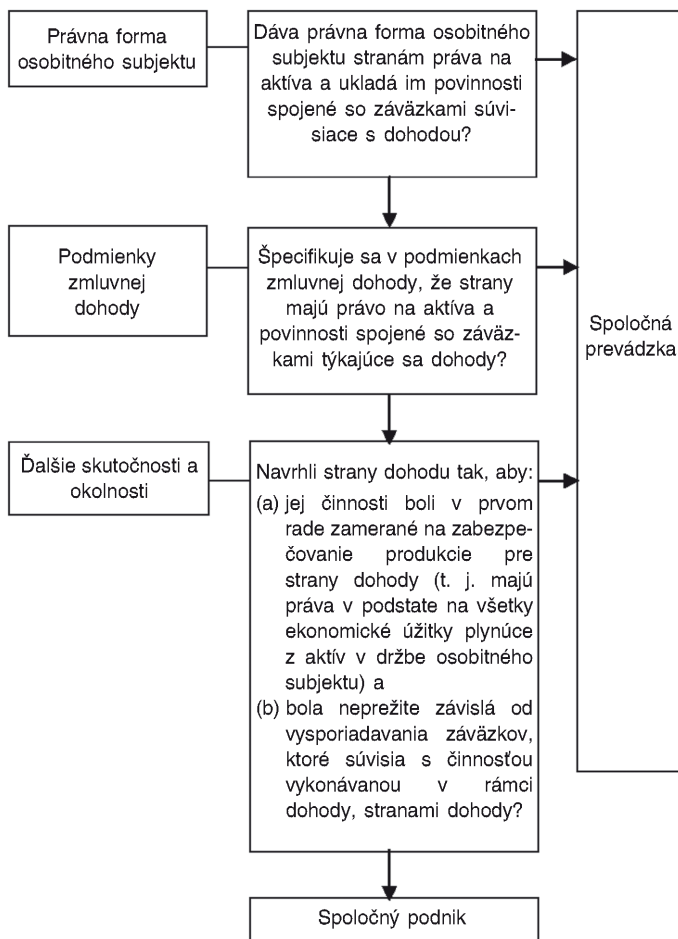 Právna forma
osobitného subjektu
Dáva právna forma osobitného
subjektu stranám práva na
aktíva a ukladá im povinnosti
spojené so záväzkami súvi-
siace s dohodou?
Podmienky
zmluvnej
dohody
Špecifikuje sa v podmienkach
zmluvnej dohody, že strany
majú právo na aktíva a
povinnosti spojené so záväz-
kami týkajúce sa dohody?
Spoločná
prevádzka
Ďalšie skutočnosti a
okolnosti
Navrhli strany dohodu tak, aby:
(a) jej činnosti boli v prvom
rade zamerané na zabezpe-
čovanie produkcie pre
strany dohody (t. j. majú
práva v podstate na všetky
ekonomické úžitky plynúce
z aktív v držbe osobitného
subjektu) a
(b) bola neprežite závislá od
vysporiadavania záväzkov,
ktoré súvisia s činnosťou
vykonávanou v rámci
dohody, stranami dohody?
Spoločný podnik